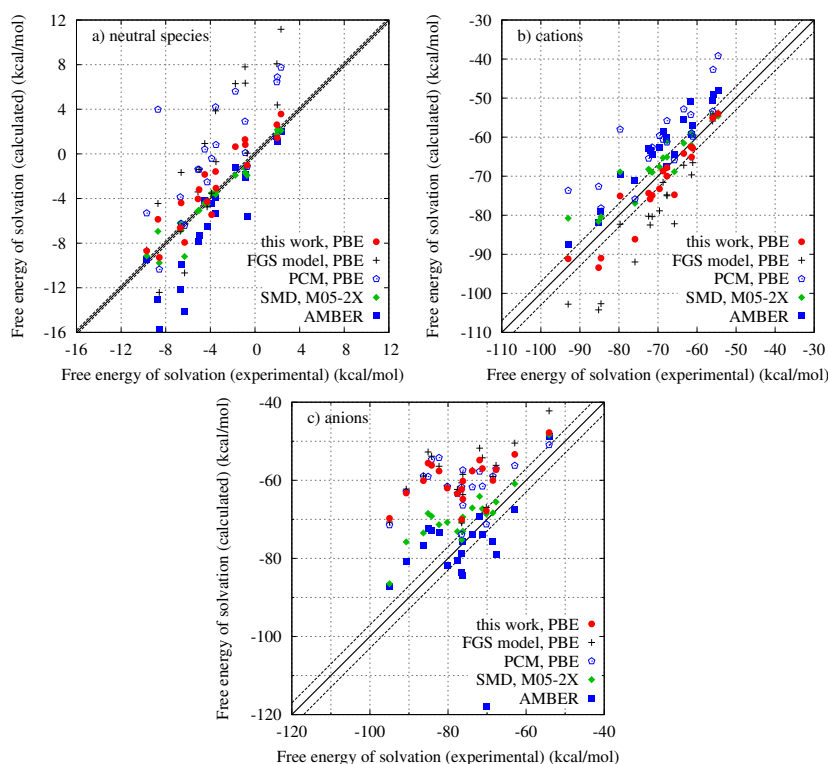 a) neutral species
Free energy of solvation (calculated) (kcal/mol)
12
8
4
0
-4
-8
-12
-16
this work, PBE
FGS model, PBE
PCM, PBE
SMD, M05-2X
AMBER
-16 -12 -8 -4 0 4 8 12
Free energy of solvation (experimental) (kcal/mol)
b) cations
Free energy of solvation (calculated) (kcal/mol)
-30
-40
-50
-60
-70
-80
-90
-100
-110
this work, PBE
FGS model, PBE
PCM, PBE
SMD, M05-2X
AMBER
-110 -100 -90 -80 -70 -60 -50 -40 -30
Free energy of solvation (experimental) (kcal/mol)
c) anions
Free energy of solvation (calculated) (kcal/mol)
-40
-60
-80
-100
-120
this work, PBE
FGS model, PBE
PCM, PBE
SMD, M05-2X
AMBER
-120 -100 -80 -60 -40
Free energy of solvation (experimental) (kcal/mol)